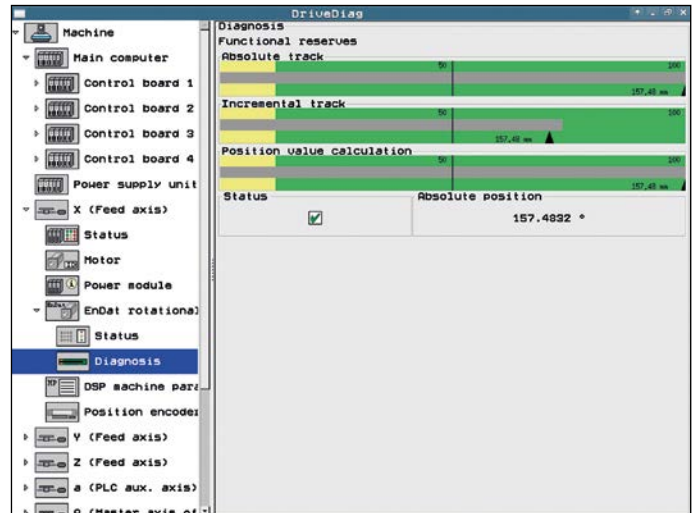 DriveDiag
Machine
Main computer
Control board 1
Control board 2
Control board 3
Control board 4
Power supply unit
X (Feed axis)
Status
Motor
Power module
EnDat rotational
Status
Diagnosis
DSP machine para
Position encoder
Y (Feed axis)
Z (Feed axis)
a (PLC aux. axis)
(Master axis of
Diagnosis
Functional reserves
Absolute track
50 100
157,48 mm
Incremental track
50 100
157,48 mm
Position value calculation
50 100
157,48 mm
Status
Absolute position
157.4832 °